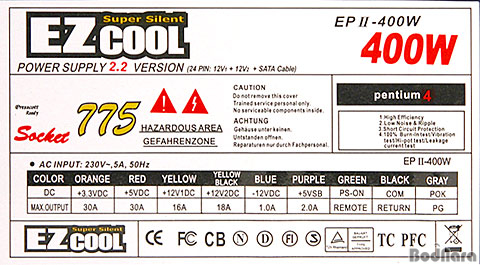 Super Silent
EZ COOL
POWER SUPPLY 2.2 VERSION (24 PIN: 12V1 + 12V2 + SATA Cable)
EP II -400W
400W
Prescott
Ready
Socket 775
HAZARDOUS AREA
GEFAHRENZONE
CAUTION
Do not remove this cover
Trained service personal only.
No serviceable components inside.
ACHTUNG
Gehäuse unter keinen.
Umständen öffnen.
Reparaturen nur durch Fachpersonal.
pentium 4
1.High Efficiency
2.Low Noise & Ripple
3.Short Circuit Protection
4.100% Burn-in test/Vibration
test/Hi-pot test/Leakage
current test
AC INPUT: 230V~.5A, 50Hz
EP II-400W
COLOR ORANGE RED YELLOW YELLOW BLACK BLUE PURPLE GREEN BLACK GRAY
DC +3.3VDC +5VDC +12V1DC +12V2DC -12VDC +5VSB PS-ON COM POK
MAX.OUTPUT 30A 30A 16A 18A 1.0A 2.0A REMOTE RETURN PG
Super Silent
EZ COOL
CE FC CB N D S FI TC PFC
BodNara